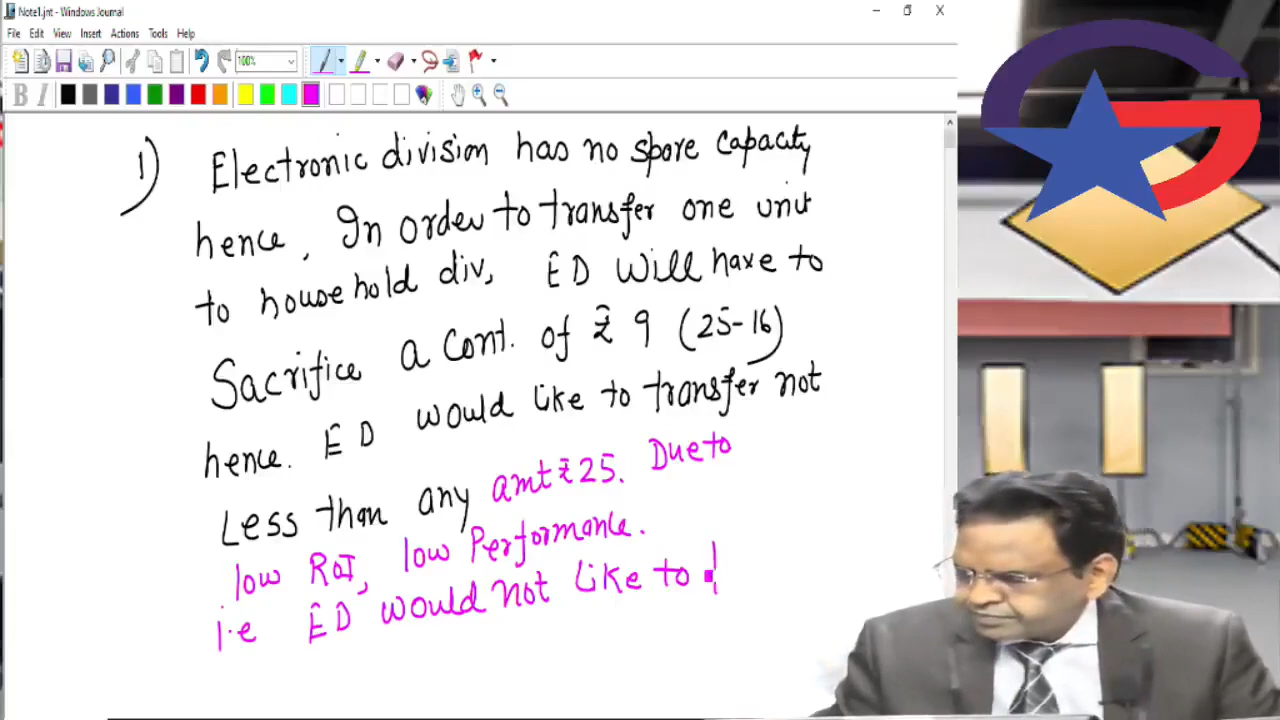 Note1.jnt - Windows Journal
File Edit View Insert Actions Tools Help
100%
B I
1) Electronic division has no spare capacity
hence, In order to transfer one unit
to household div, ED will have to
Sacrifice a Cont. of ₹ 9 (25-16)
hence. ED would like to transfer not
Less than any amt ₹ 25. Due to
low RoI, low Performance.
i.e ED would not like to